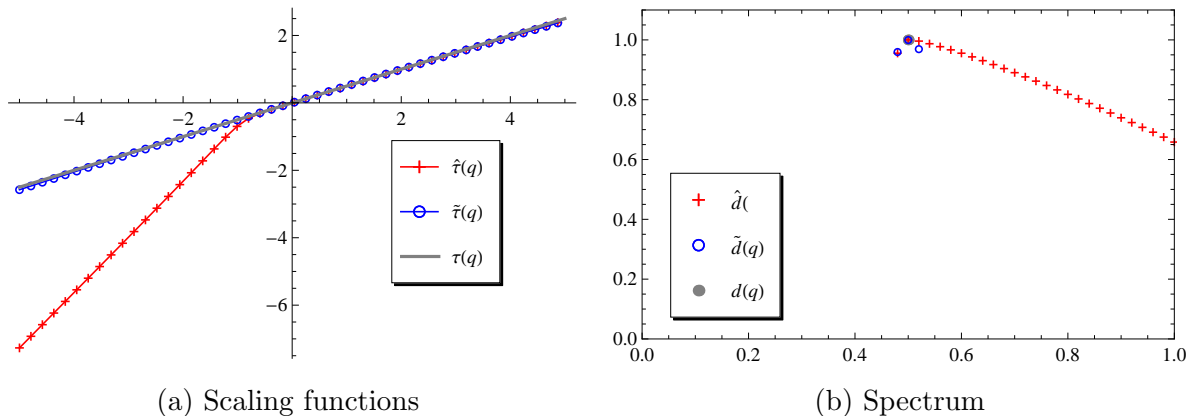 2
−4
−2
2
4
−2
−4
−6
τ̂(q)
τ̃(q)
τ(q)
(a) Scaling functions
1.0
0.8
0.6
0.4
0.2
0.0
0.0
0.2
0.4
0.6
0.8
1.0
d̂(
d̃(q)
d(q)
(b) Spectrum